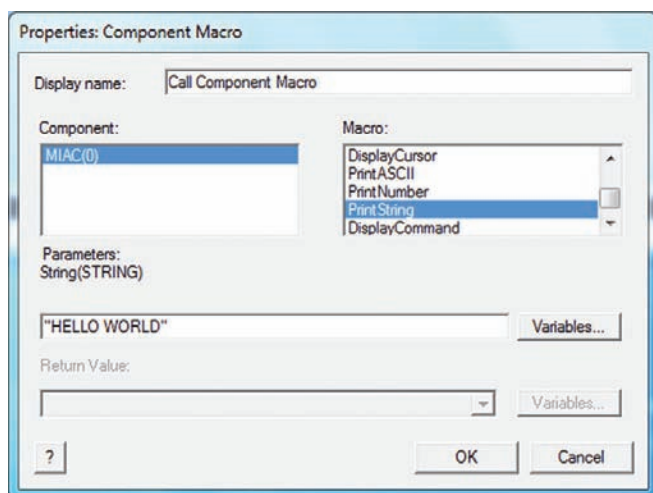 Properties: Component Macro
Display name: Call Component Macro
Component: Macro:
MIAC(0)
DisplayCursor
PrintASCII
PrintNumber
PrintString
DisplayCommand
Parameters:
String(STRING)
"HELLO WORLD" Variables...
Return Value:
Variables...
? OK Cancel